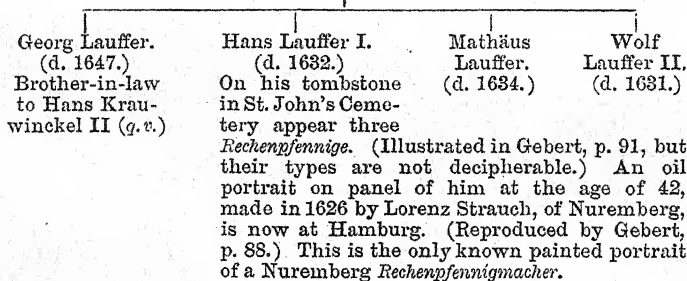 Georg Lauffer.
(d. 1647.)
Brother-in-law
to Hans Krau-
winckel II (q.v.)
Hans Lauffer I.
(d. 1632.)
On his tombstone
in St. John's Ceme-
tery appear three
Rechenpfennige. (Illustrated in Gebert, p. 91, but
their types are not decipherable.) An oil
portrait on panel of him at the age of 42,
made in 1626 by Lorenz Strauch, of Nuremberg,
is now at Hamburg. (Reproduced by Gebert,
p. 88.) This is the only known painted portrait
of a Nuremberg Rechenpfennigmacher.
Mathäus
Lauffer.
(d. 1634.)
Wolf
Lauffer II.
(d. 1631.)